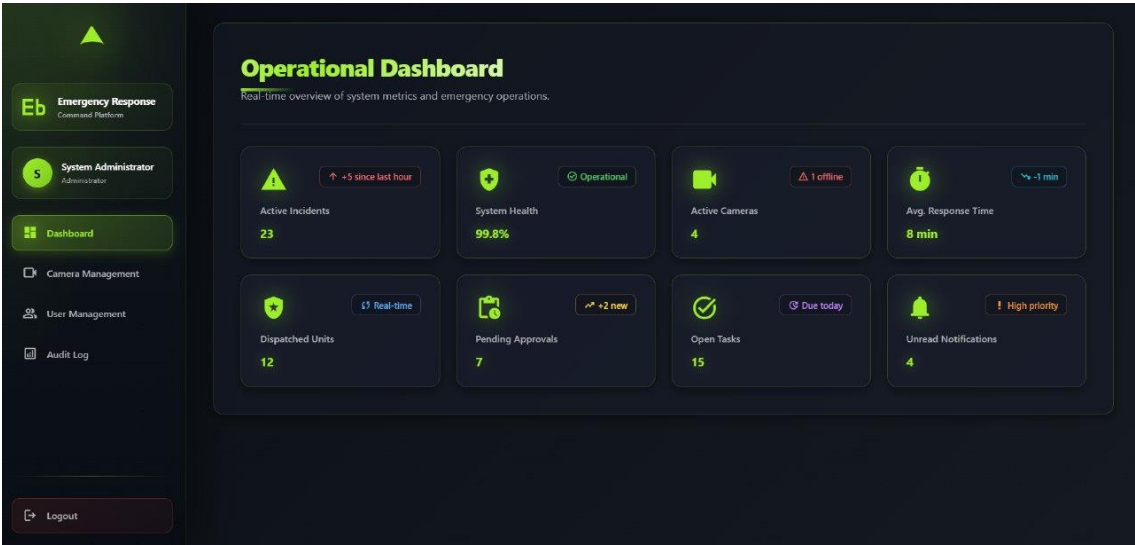 Eb
Emergency Response
Command Platform
S
System Administrator
Administrator
Dashboard
Camera Management
User Management
Audit Log
Logout
Operational Dashboard
Real-time overview of system metrics and emergency operations.
+5 since last hour
Active Incidents
23
Operational
System Health
99.8%
1 offline
Active Cameras
4
-1 min
Avg. Response Time
8 min
Real-time
Dispatched Units
12
+2 new
Pending Approvals
7
Due today
Open Tasks
15
High priority
Unread Notifications
4